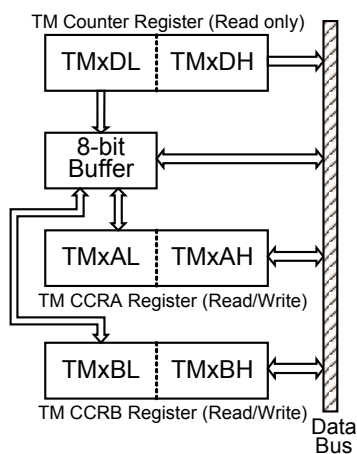 TM Counter Register (Read only)
TMxDL TMxDH
8-bit
Buffer
TMxAL TMxAH
TM CCRA Register (Read/Write)
TMxBL TMxBH
TM CCRB Register (Read/Write)
Data
Bus